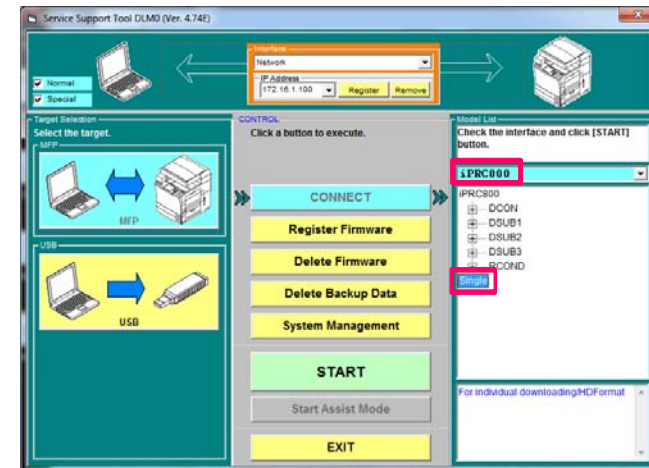 Service Support Tool DLM0 (Ver. 4.74E)
Normal
Special
Interface
Network
IP Address
172.16.1.100
Register
Remove
Target Selection
Select the target.
MFP
MFP
USB
USB
CONTROL
Click a button to execute.
CONNECT
Register Firmware
Delete Firmware
Delete Backup Data
System Management
START
Start Assist Mode
EXIT
Model List
Check the interface and click [START]
button.
iPRC800
iPRC800
DCON
DSUB1
DSUB2
DSUB3
RCOND
Single
For individual downloading/HDFormat